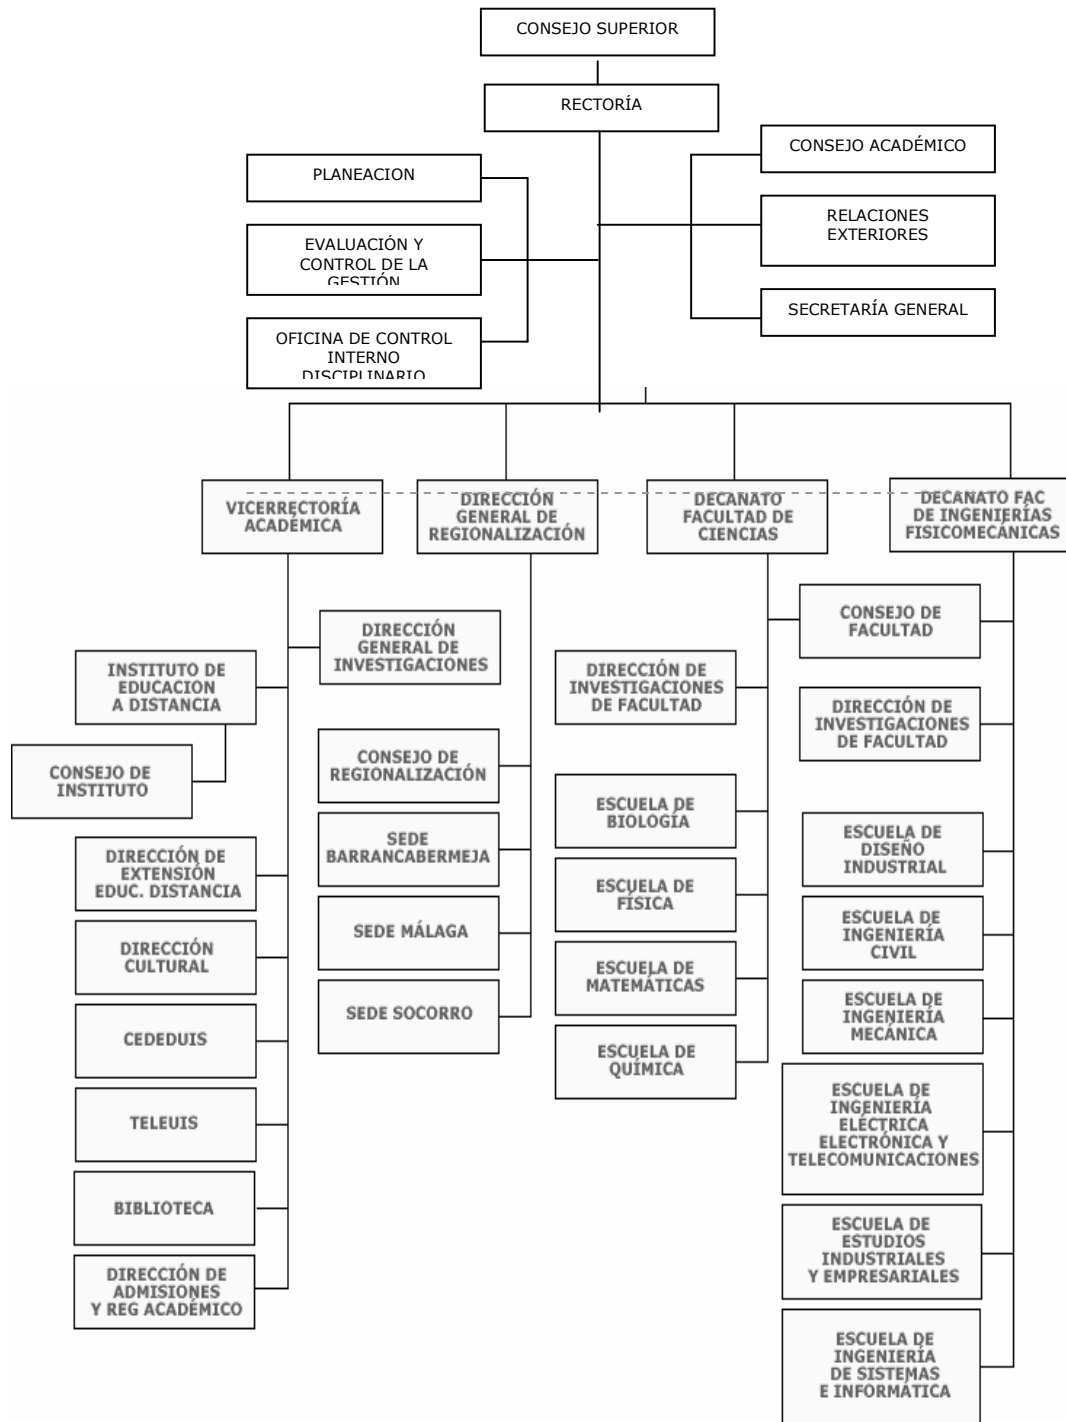 CONSEJO SUPERIOR
RECTORÍA
CONSEJO ACADÉMICO
PLANEACION
RELACIONES
EXTERIORES
EVALUACIÓN Y
CONTROL DE LA
GESTIÓN
SECRETARÍA GENERAL
OFICINA DE CONTROL
INTERNO
DISCIPLINARIO
VICERRECTORÍA
ACADÉMICA
DIRECCIÓN
GENERAL DE
REGIONALIZACIÓN
DECANATO
FACULTAD DE
CIENCIAS
DECANATO FAC
DE INGENIERÍAS
FISICOMECÁNICAS
DIRECCIÓN
GENERAL DE
INVESTIGACIONES
INSTITUTO DE
EDUCACION
A DISTANCIA
CONSEJO DE
INSTITUTO
DIRECCIÓN DE
EXTENSIÓN
EDUC. DISTANCIA
DIRECCIÓN
CULTURAL
CEDEDUIS
TELEUIS
BIBLIOTECA
DIRECCIÓN DE
ADMISIONES
Y REG ACADÉMICO
CONSEJO DE
REGIONALIZACIÓN
SEDE
BARRANCABERMEJA
SEDE MÁLAGA
SEDE SOCORRO
CONSEJO DE
FACULTAD
DIRECCIÓN DE
INVESTIGACIONES
DE FACULTAD
ESCUELA DE
BIOLOGÍA
ESCUELA DE
FÍSICA
ESCUELA DE
MATEMÁTICAS
ESCUELA DE
QUÍMICA
DIRECCIÓN DE
INVESTIGACIONES
DE FACULTAD
ESCUELA DE
DISEÑO
INDUSTRIAL
ESCUELA DE
INGENIERÍA
CIVIL
ESCUELA DE
INGENIERÍA
MECÁNICA
ESCUELA DE
INGENIERÍA
ELÉCTRICA
ELECTRÓNICA Y
TELECOMUNICACIONES
ESCUELA DE
ESTUDIOS
INDUSTRIALES
Y EMPRESARIALES
ESCUELA DE
INGENIERÍA
DE SISTEMAS
E INFORMÁTICA